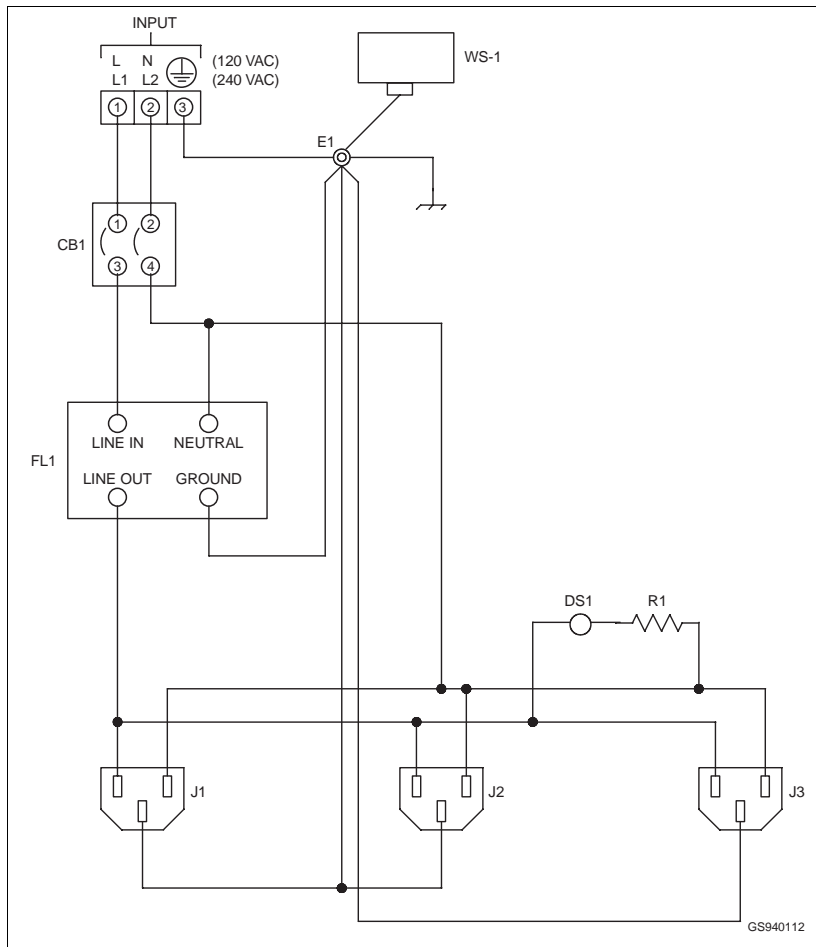 INPUT
L N (120 VAC)
L1 L2 (240 VAC)
1 2 3
WS-1
E1
1 2
CB1
3 4
LINE IN NEUTRAL
FL1
LINE OUT GROUND
DS1 R1
J1 J2 J3
GS940112